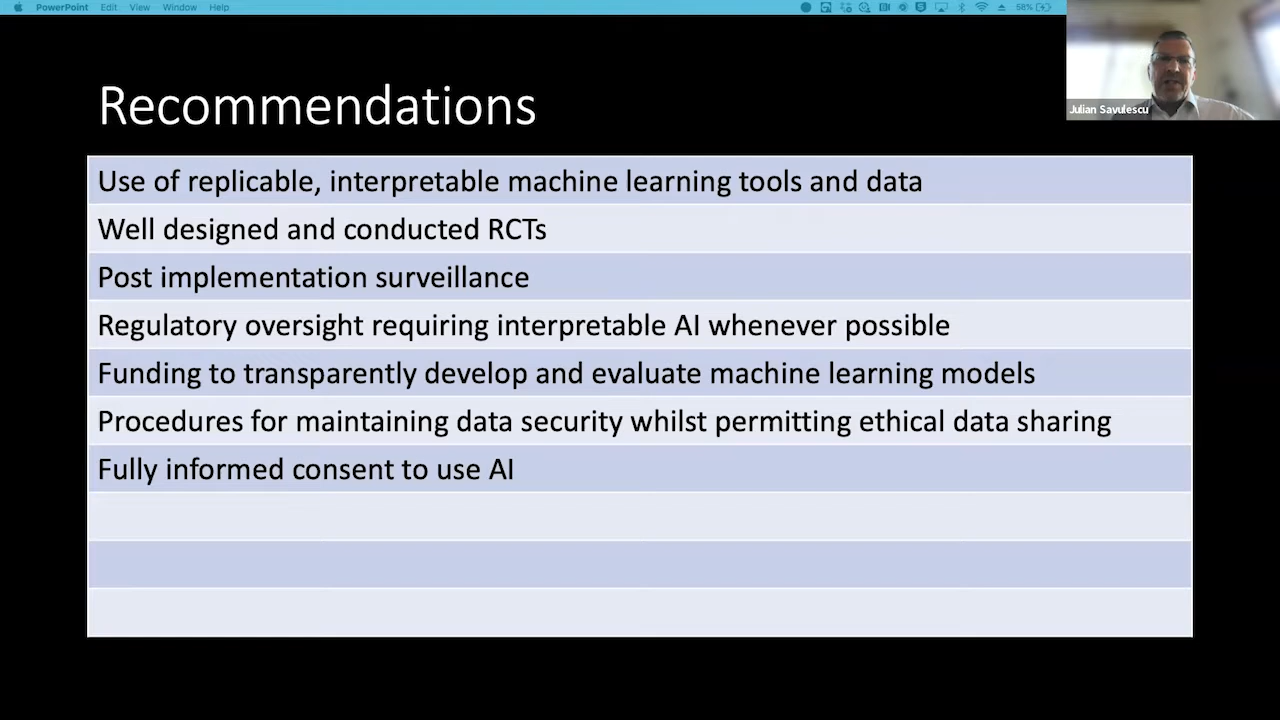 PowerPoint Edit View Window Help
58%
Julian Savulescu
Recommendations
Use of replicable, interpretable machine learning tools and data
Well designed and conducted RCTs
Post implementation surveillance
Regulatory oversight requiring interpretable AI whenever possible
Funding to transparently develop and evaluate machine learning models
Procedures for maintaining data security whilst permitting ethical data sharing
Fully informed consent to use AI